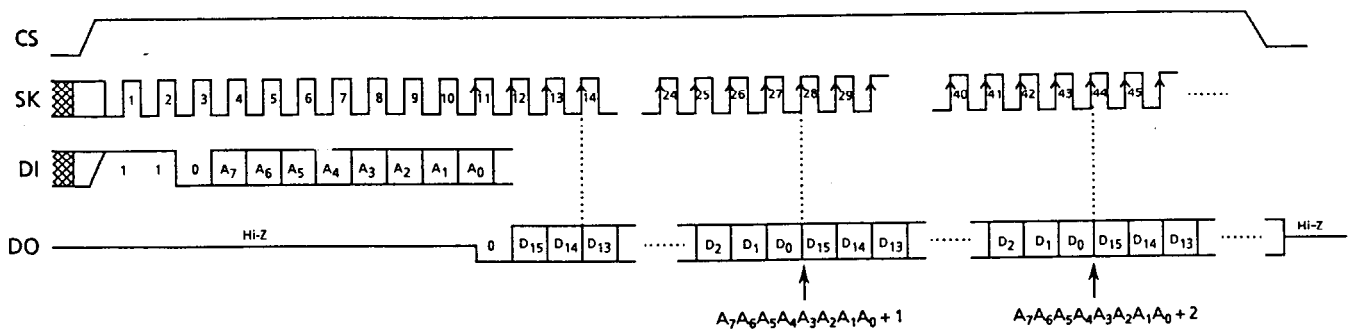 CS
SK 1 2 3 4 5 6 7 8 9 10 11 12 13 14 24 25 26 27 28 29 40 41 42 43 44 45
DI 1 1 0 A7 A6 A5 A4 A3 A2 A1 A0
DO Hi-Z 0 D15 D14 D13 D2 D1 D0 D15 D14 D13 D2 D1 D0 D15 D14 D13 Hi-Z
A7A6A5A4A3A2A1A0 + 1 A7A6A5A4A3A2A1A0 + 2